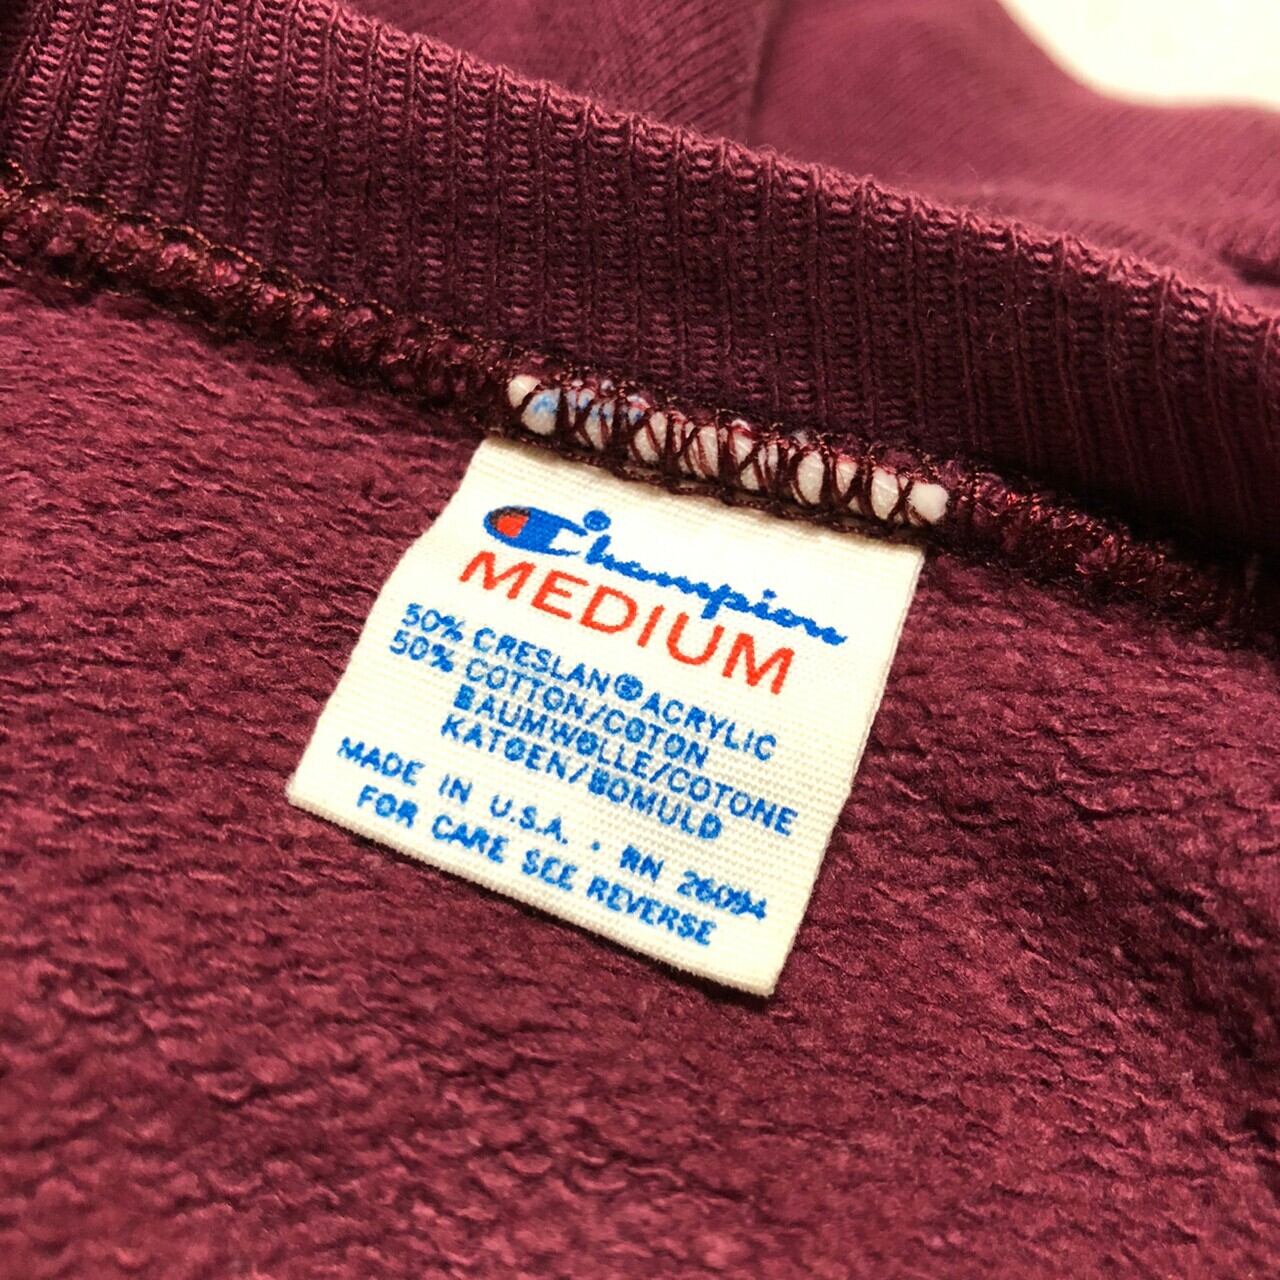 Champion
MEDIUM
50% CRESLAN® ACRYLIC
50% COTTON/COTON
BAUMWOLLE/COTONE
KATOEN/BOMULD
MADE IN U.S.A. · RN 26094
FOR CARE SEE REVERSE